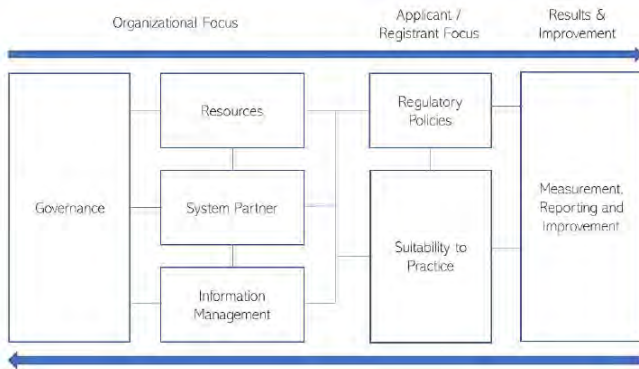 Organizational Focus
Applicant /
Registrant Focus
Results &
Improvement
Governance
Resources
System Partner
Information
Management
Regulatory
Policies
Suitability to
Practice
Measurement,
Reporting and
Improvement